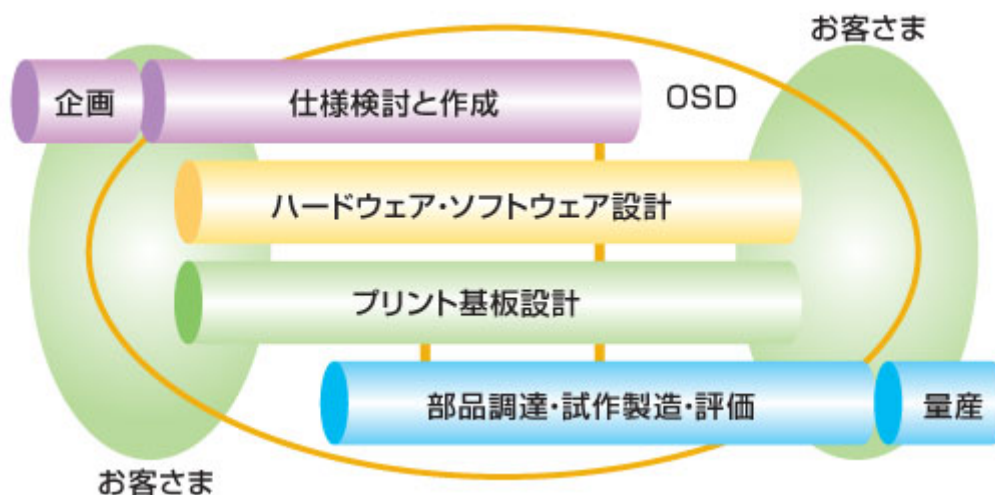 お客さま
企画
仕様検討と作成
OSD
ハードウェア・ソフトウェア設計
プリント基板設計
部品調達・試作製造・評価
量産
お客さま